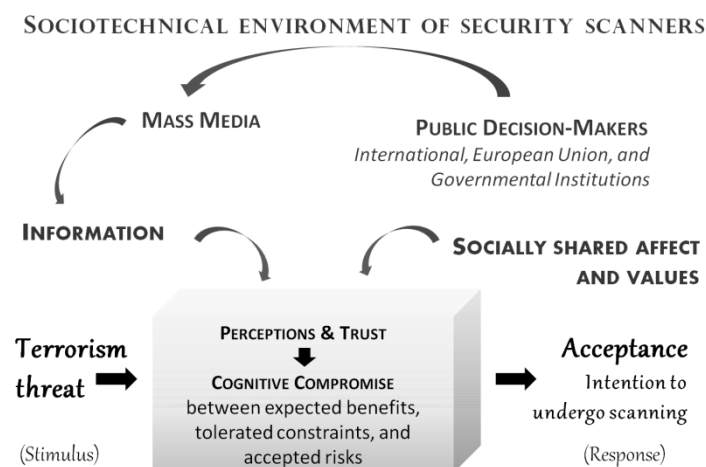 SOCIOTECHNICAL ENVIRONMENT OF SECURITY SCANNERS
MASS MEDIA
PUBLIC DECISION-MAKERS
International, European Union, and
Governmental Institutions
INFORMATION
SOCIALLY SHARED AFFECT
AND VALUES
Terrorism
threat
(Stimulus)
PERCEPTIONS & TRUST
COGNITIVE COMPROMISE
between expected benefits,
tolerated constraints, and
accepted risks
Acceptance
Intention to
undergo scanning
(Response)